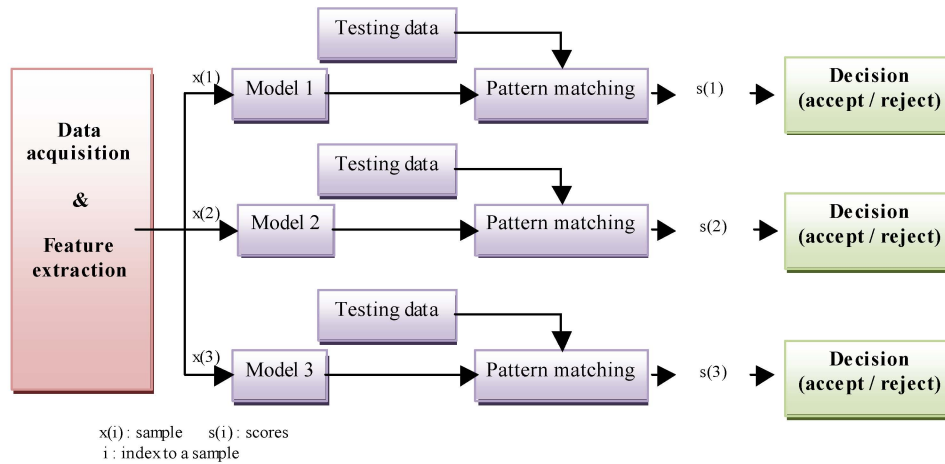 Data
acquisition
&
Feature
extraction
x(1)
Model 1
Testing data
Pattern matching
s(1)
Decision
(accept / reject)
x(2)
Model 2
Testing data
Pattern matching
s(2)
Decision
(accept / reject)
x(3)
Model 3
Testing data
Pattern matching
s(3)
Decision
(accept / reject)
x(i) : sample s(i) : scores
i : index to a sample